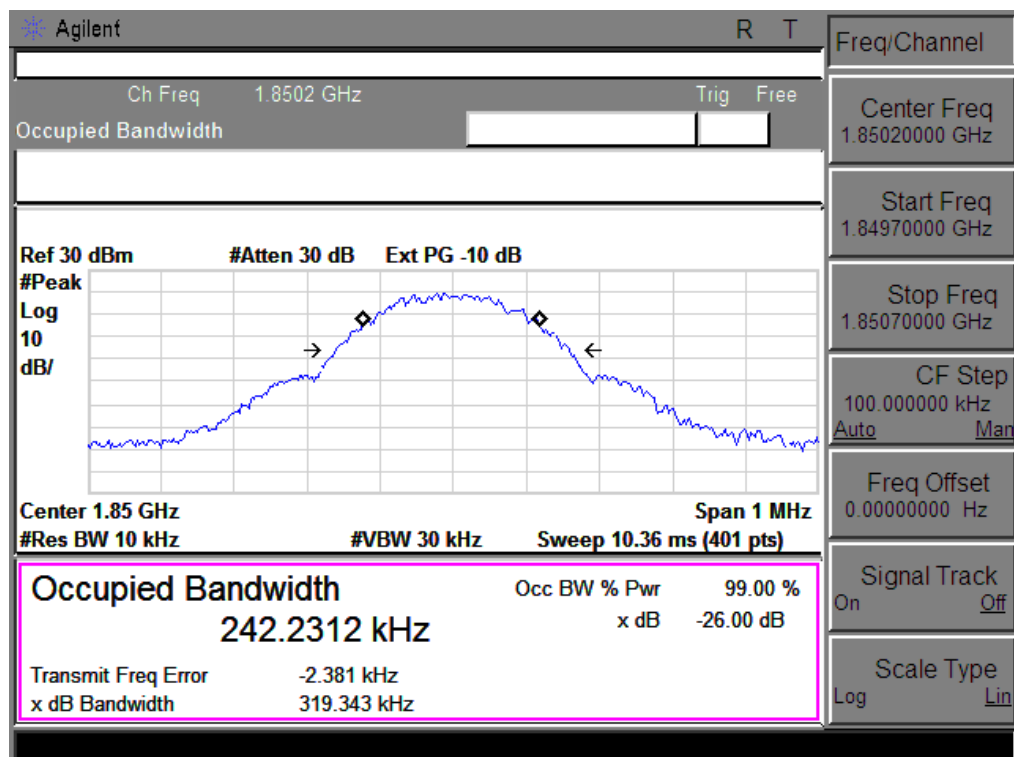 Agilent R T
Ch Freq 1.8502 GHz Trig Free
Occupied Bandwidth
Ref 30 dBm #Atten 30 dB Ext PG -10 dB
#Peak
Log
10
dB/
Center 1.85 GHz Span 1 MHz
#Res BW 10 kHz #VBW 30 kHz Sweep 10.36 ms (401 pts)
Occupied Bandwidth Occ BW % Pwr 99.00 %
242.2312 kHz x dB -26.00 dB
Transmit Freq Error -2.381 kHz
x dB Bandwidth 319.343 kHz
Freq/Channel
Center Freq
1.85020000 GHz
Start Freq
1.84970000 GHz
Stop Freq
1.85070000 GHz
CF Step
100.000000 kHz
Auto Man
Freq Offset
0.00000000 Hz
Signal Track
On Off
Scale Type
Log Lin